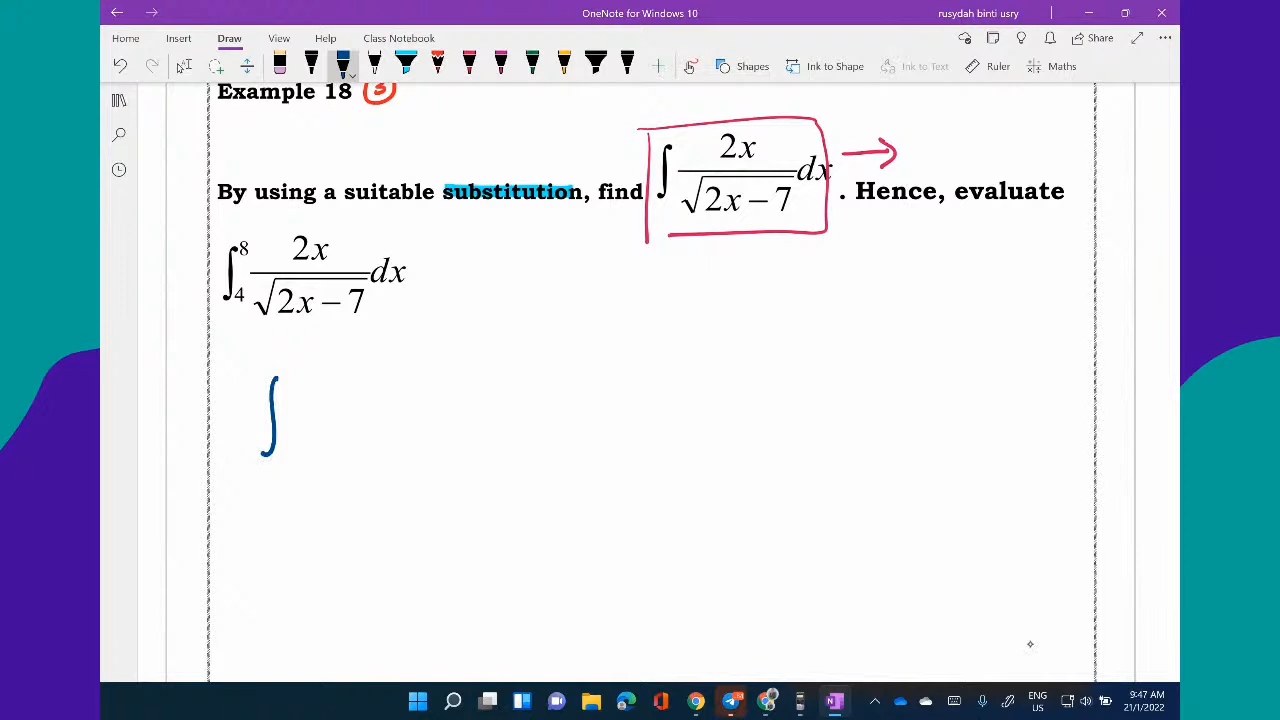 OneNote for Windows 10
rusydah binti usry
Home Insert Draw View Help Class Notebook
Share
Shapes Ink to Shape Ink to Text Ruler Maths
Example 18 3
By using a suitable substitution, find ∫ 2x/√(2x − 7) dx . Hence, evaluate
∫₄⁸ 2x/√(2x − 7) dx
∫
ENG
US
9:47 AM
21/1/2022